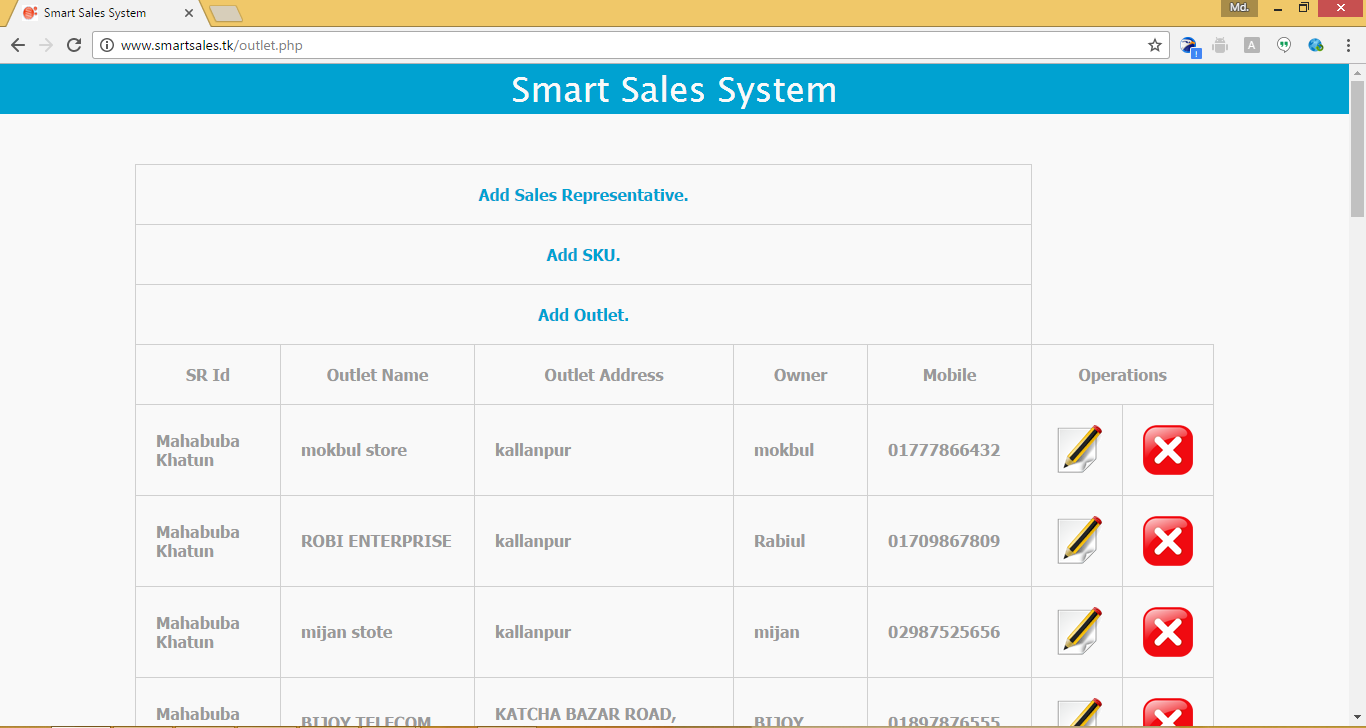 Smart Sales System
Md.
www.smartsales.tk/outlet.php
A
Smart Sales System
Add Sales Representative.
Add SKU.
Add Outlet.
SR Id Outlet Name Outlet Address Owner Mobile Operations
Mahabuba
Khatun
mokbul store kallanpur mokbul 01777866432
Mahabuba
Khatun
ROBI ENTERPRISE kallanpur Rabiul 01709867809
Mahabuba
Khatun
mijan stote kallanpur mijan 02987525656
Mahabuba
KATCHA BAZAR ROAD,
BIJOY TELECOM BIJOY 01897876555